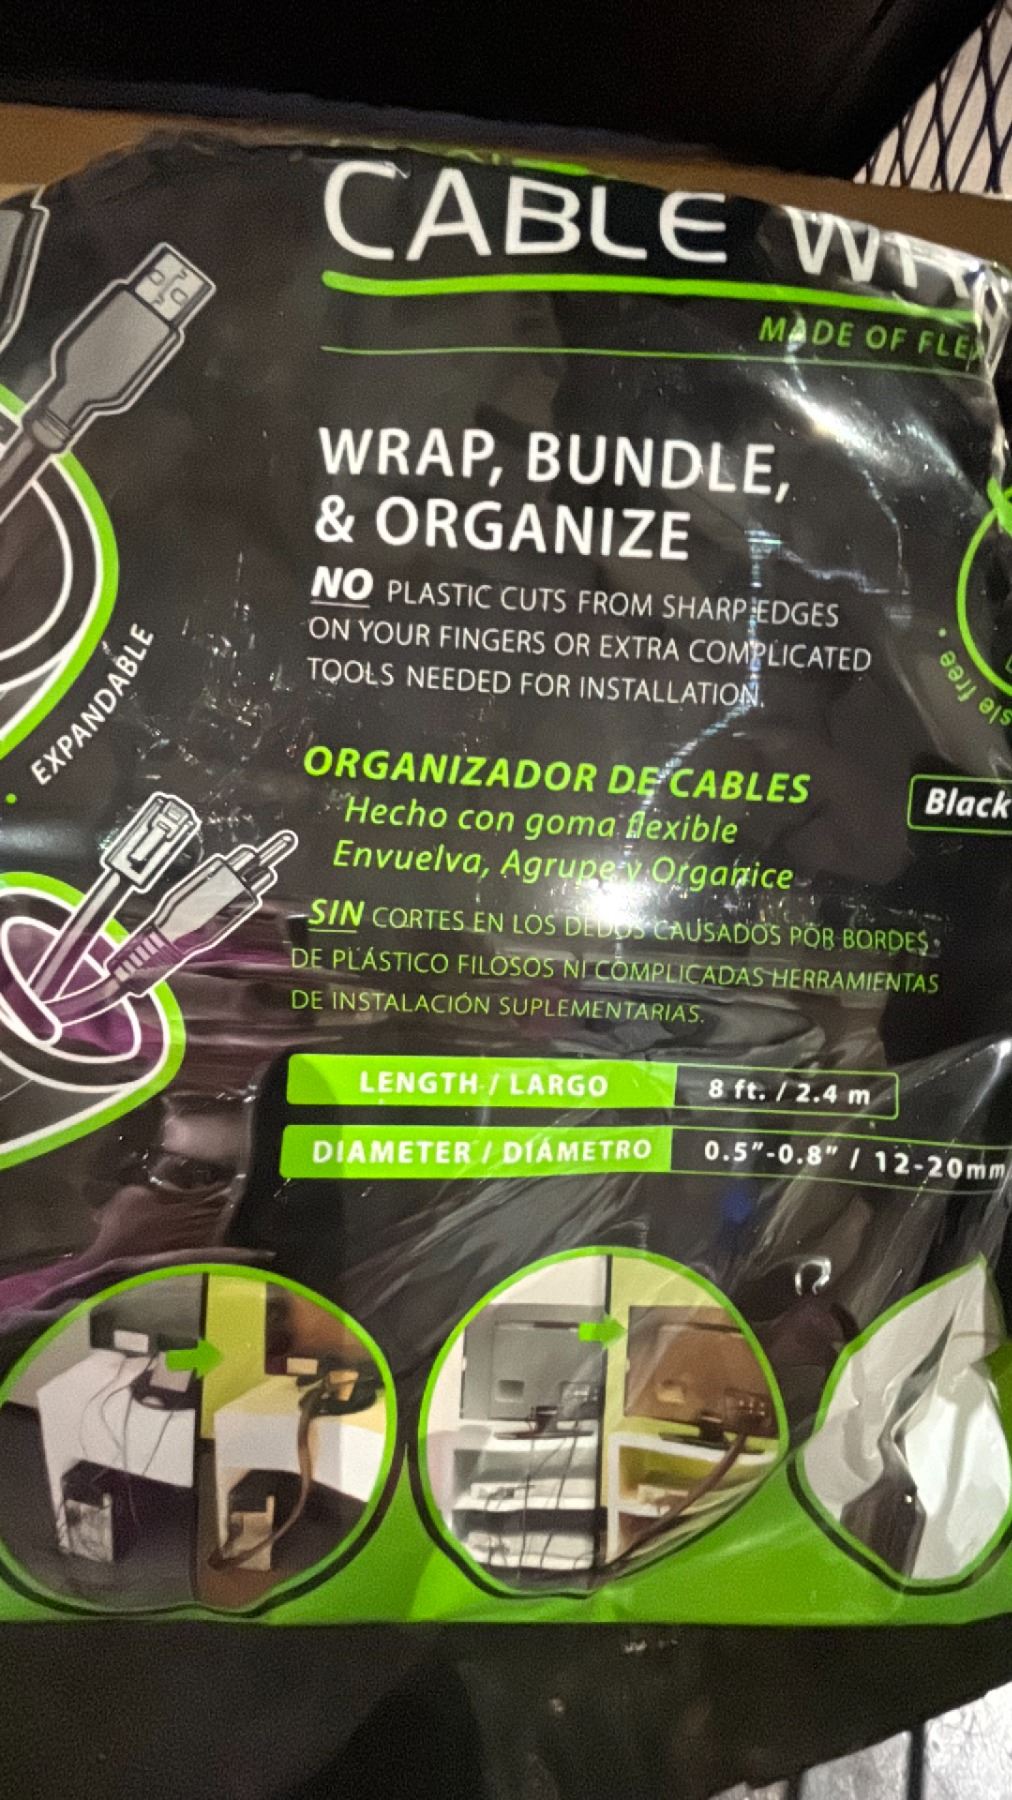 CABLE
MADE OF
WRAP, BUNDLE,
& ORGANIZE
NO PLASTIC CUTS FROM SHARP EDGES
ON YOUR FINGERS OR EXTRA COMPLICATED
TOOLS NEEDED FOR INSTALLATION.
EXPANDABLE
free
ORGANIZADOR DE CABLES
Hecho con goma flexible
Envuelva, Agrupe y Organice
Black
SIN CORTES EN LOS DEDOS CAUSADOS POR BORDES
DE PLÁSTICO FILOSOS NI COMPLICADAS HERRAMIENTAS
DE INSTALACIÓN SUPLEMENTARIAS.
LENGTH / LARGO 8 ft. / 2.4 m
DIAMETER / DIÁMETRO 0.5"-0.8" / 12-20mm